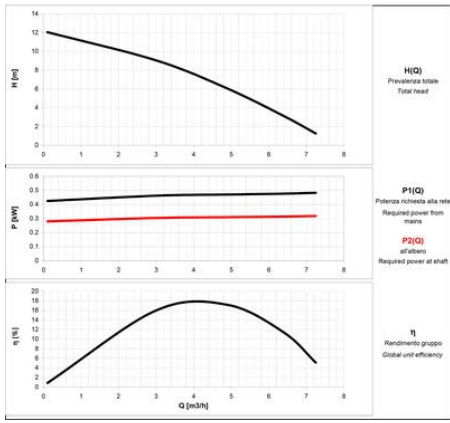 14
12
10
8
6
4
2
0
H [m]
0 1 2 3 4 5 6 7 8
H(Q)
Prevalenza totale
Total head
0.6
0.5
0.4
0.3
0.2
0.1
0
P [kW]
0 1 2 3 4 5 6 7 8
P1(Q)
Potenza richiesta alla rete
Required power from
mains
P2(Q)
all'albero
Required power at shaft
20
18
16
14
12
10
8
6
4
2
0
η [%]
0 1 2 3 4 5 6 7 8
Q [m3/h]
η
Rendimento gruppo
Global unit efficiency